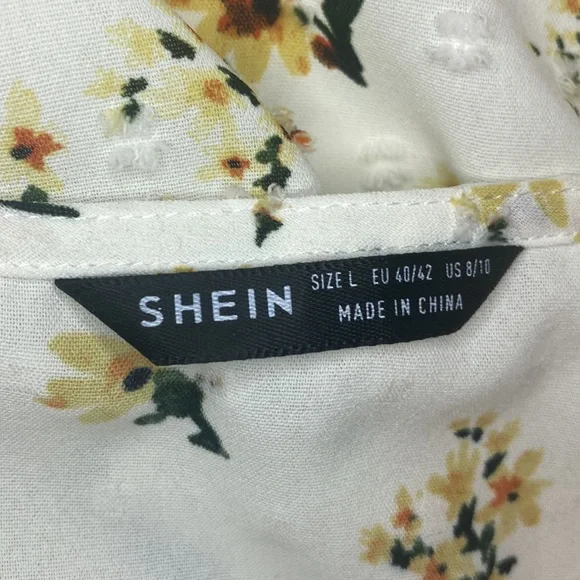 SHEIN
SIZE L EU 40/42 US 8/10
MADE IN CHINA